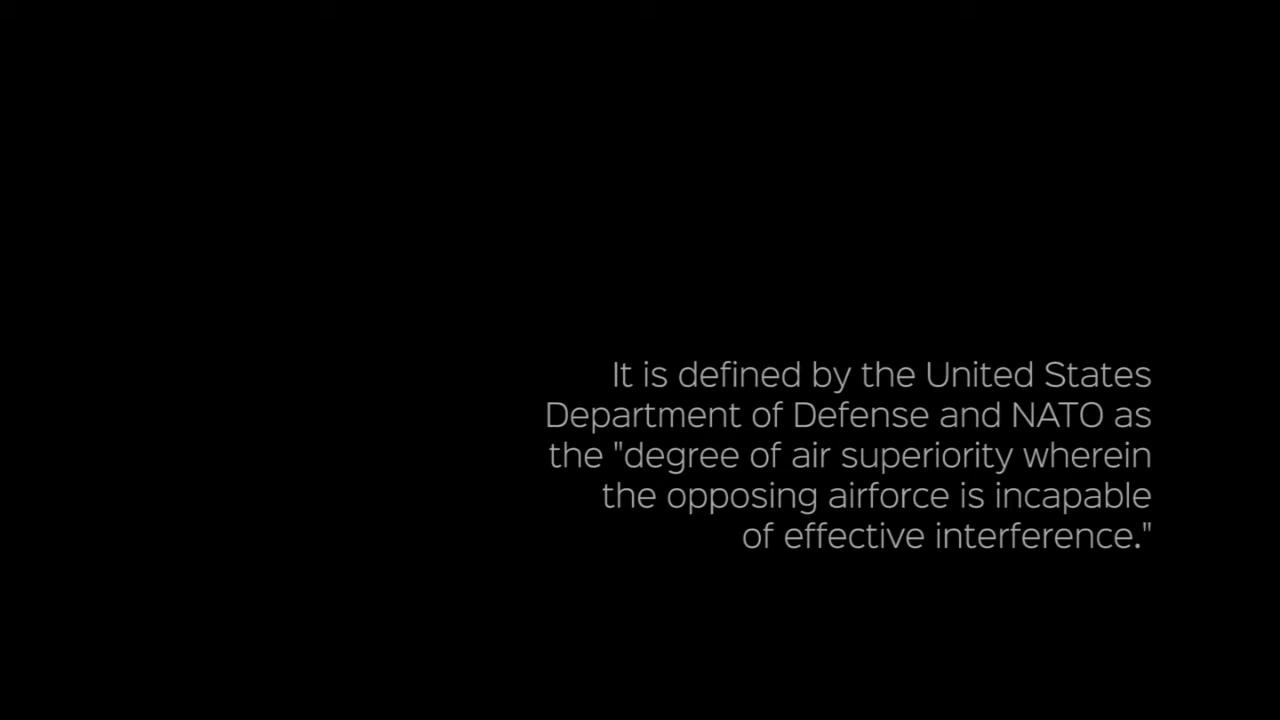 It is defined by the United States
Department of Defense and NATO as
the "degree of air superiority wherein
the opposing airforce is incapable
of effective interference."